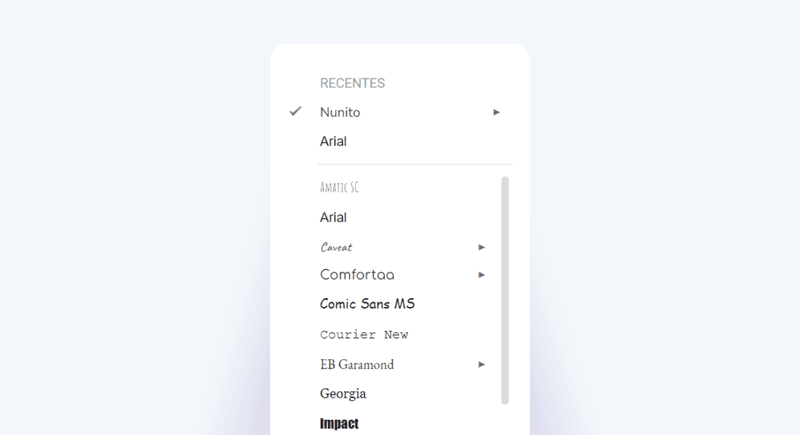 RECENTES
Nunito
Arial
Amatic SC
Arial
Caveat
Comfortaa
Comic Sans MS
Courier New
EB Garamond
Georgia
Impact